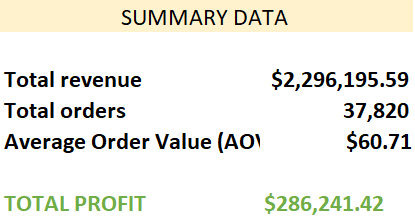 SUMMARY DATA
Total revenue $2,296,195.59
Total orders 37,820
Average Order Value (AOV $60.71
TOTAL PROFIT $286,241.42